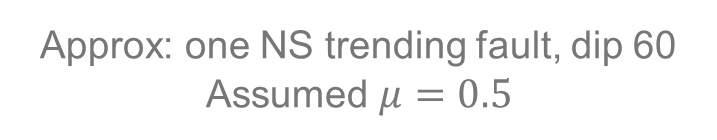 Approx: one NS trending fault, dip 60
Assumed 𝜇 = 0.5